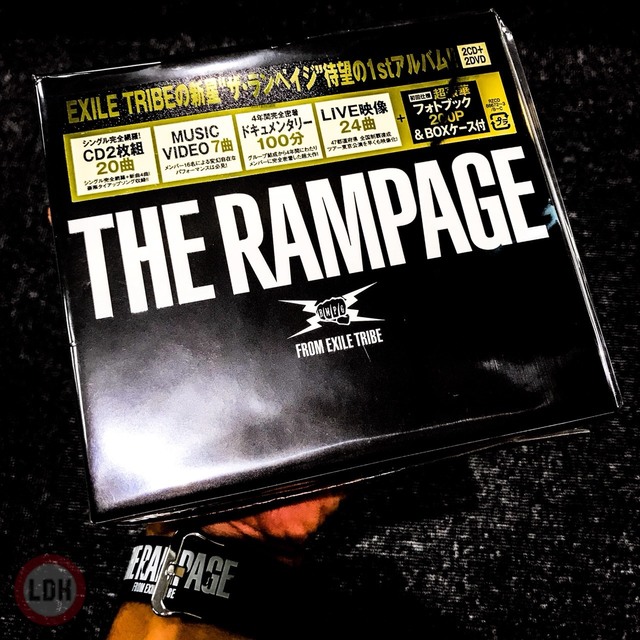 EXILE TRIBEの新星"ザ・ランペイジ"待望の1stアルバム!
2CD+
2DVD
シングル完全網羅!
CD2枚組
20曲
MUSIC
VIDEO 7曲
4年間完全密着
ドキュメンタリー
100分
LIVE映像
24曲
+
初回仕様 超豪華
フォトブック
200P
& BOXケース付
THE RAMPAGE
FROM EXILE TRIBE
RAMPAGE
FROM
LDH